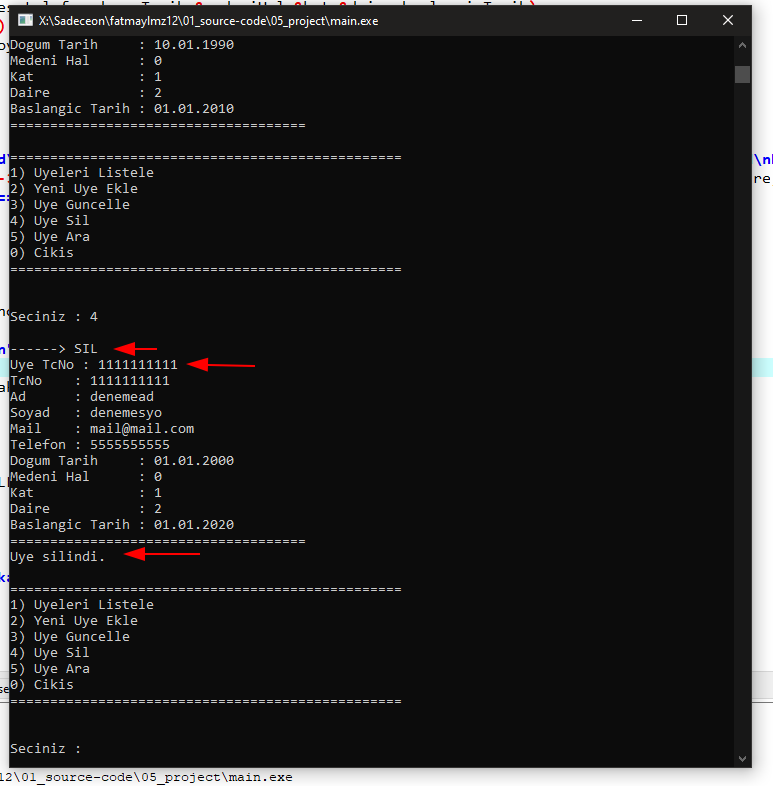 X:\Sadeceon\fatmaylmz12\01_source-code\05_project\main.exe
Dogum Tarih     : 10.01.1990
Medeni Hal      : 0
Kat             : 1
Daire           : 2
Baslangic Tarih : 01.01.2010
=====================================
=================================================
1) Uyeleri Listele
2) Yeni Uye Ekle
3) Uye Guncelle
4) Uye Sil
5) Uye Ara
0) Cikis
=================================================
Seciniz : 4
------> SIL
Uye TcNo : 1111111111
TcNo    : 1111111111
Ad      : denemead
Soyad   : denemesyo
Mail    : mail@mail.com
Telefon : 5555555555
Dogum Tarih     : 01.01.2000
Medeni Hal      : 0
Kat             : 1
Daire           : 2
Baslangic Tarih : 01.01.2020
=====================================
Uye silindi.
=================================================
1) Uyeleri Listele
2) Yeni Uye Ekle
3) Uye Guncelle
4) Uye Sil
5) Uye Ara
0) Cikis
=================================================
Seciniz :
12\01_source-code\05_project\main.exe